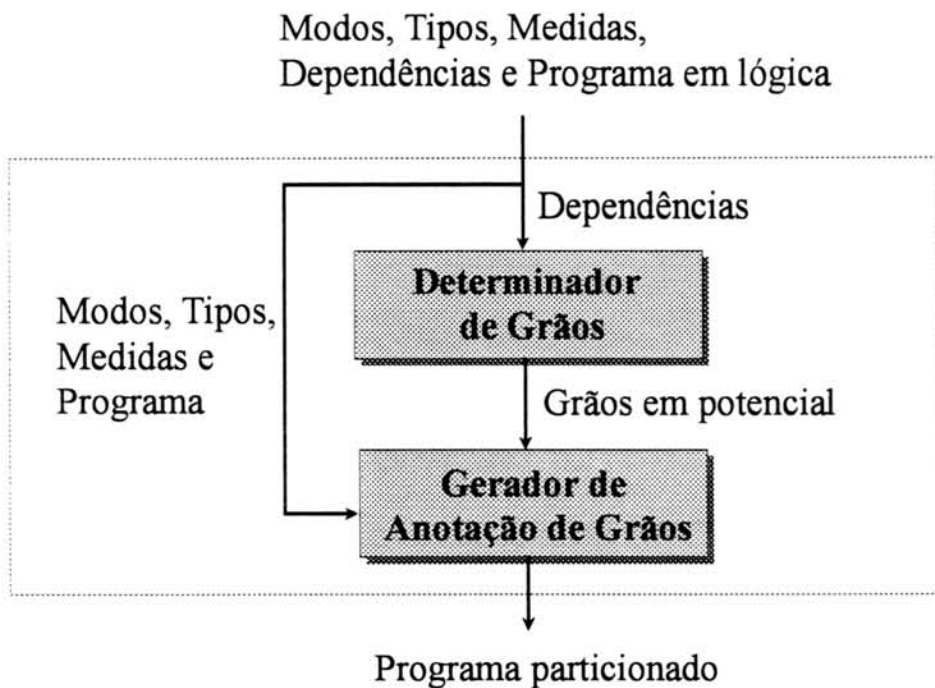 Modos, Tipos, Medidas,
Dependências e Programa em lógica
Dependências
Determinador
de Grãos
Modos, Tipos,
Medidas e
Programa
Grãos em potencial
Gerador de
Anotação de Grãos
Programa particionado